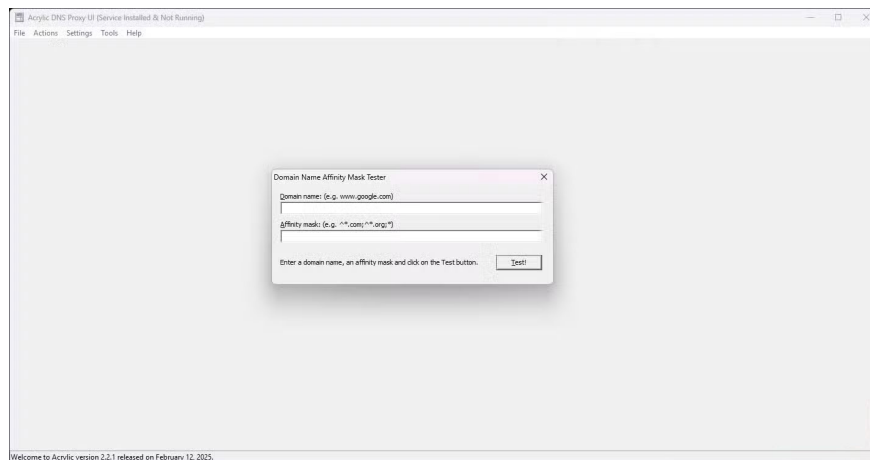 Acrylic DNS Proxy UI (Service Installed & Not Running)
File Actions Settings Tools Help
Domain Name Affinity Mask Tester
Domain name: (e.g. www.google.com)
Affinity mask: (e.g. ^*.com;^*.org;*)
Enter a domain name, an affinity mask and click on the Test button.
Test!
Welcome to Acrylic version 2.2.1 released on February 12, 2025.